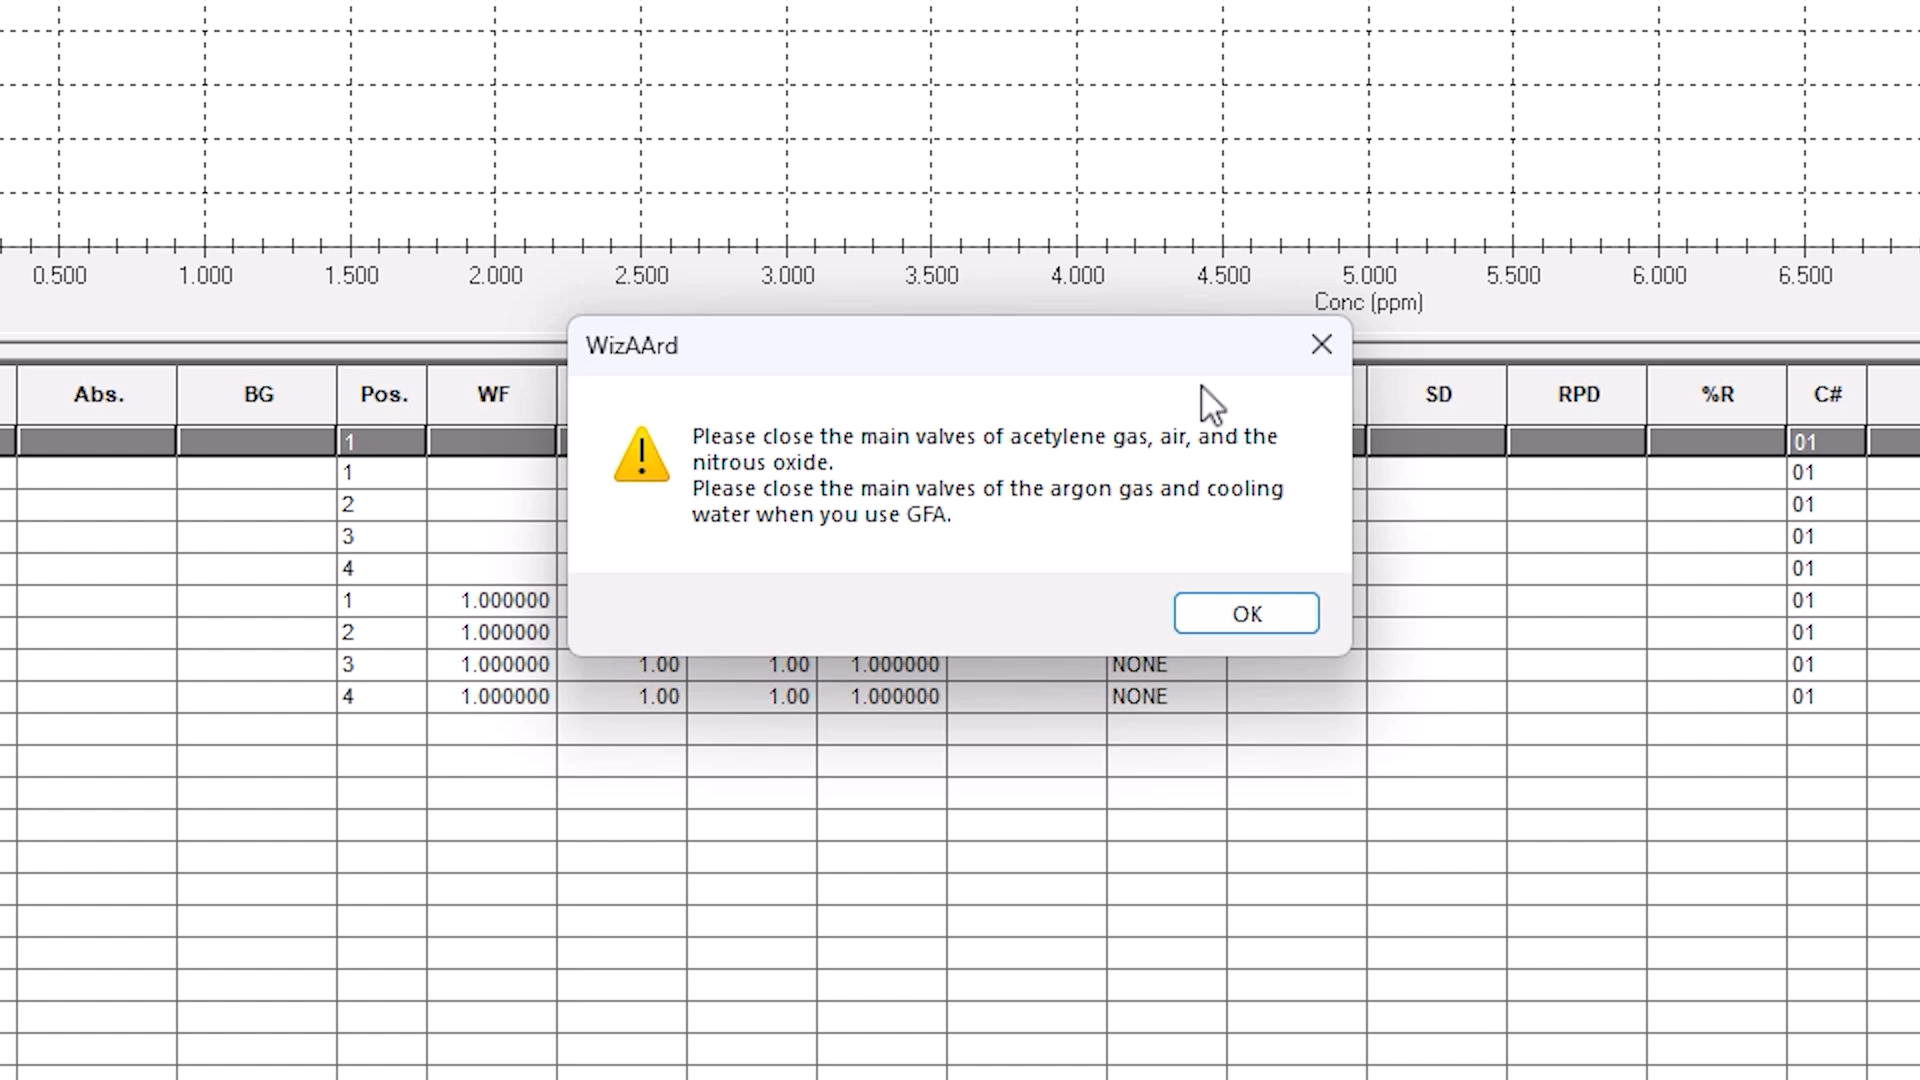 0.500 1.000 1.500 2.000 2.500 3.000 3.500 4.000 4.500 5.000 5.500 6.000 6.500
Conc (ppm)
WizAArd
Please close the main valves of acetylene gas, air, and the
nitrous oxide.
Please close the main valves of the argon gas and cooling
water when you use GFA.
OK
Abs. BG Pos. WF SD RPD %R C#
1 01
1 01
2 01
3 01
4 01
1 1.000000 01
2 1.000000 01
3 1.000000 1.00 1.00 1.000000 NONE 01
4 1.000000 1.00 1.00 1.000000 NONE 01